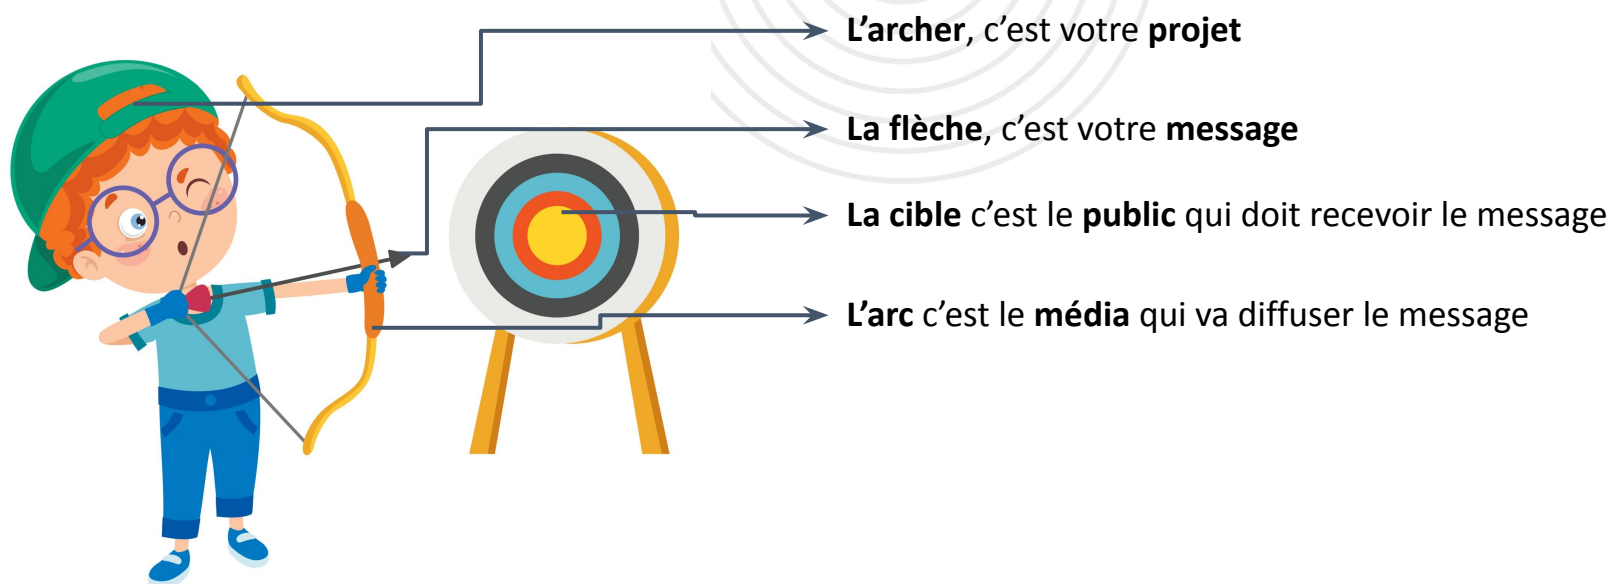 L’archer, c’est votre projet
La flèche, c’est votre message
La cible c’est le public qui doit recevoir le message
L’arc c’est le média qui va diffuser le message